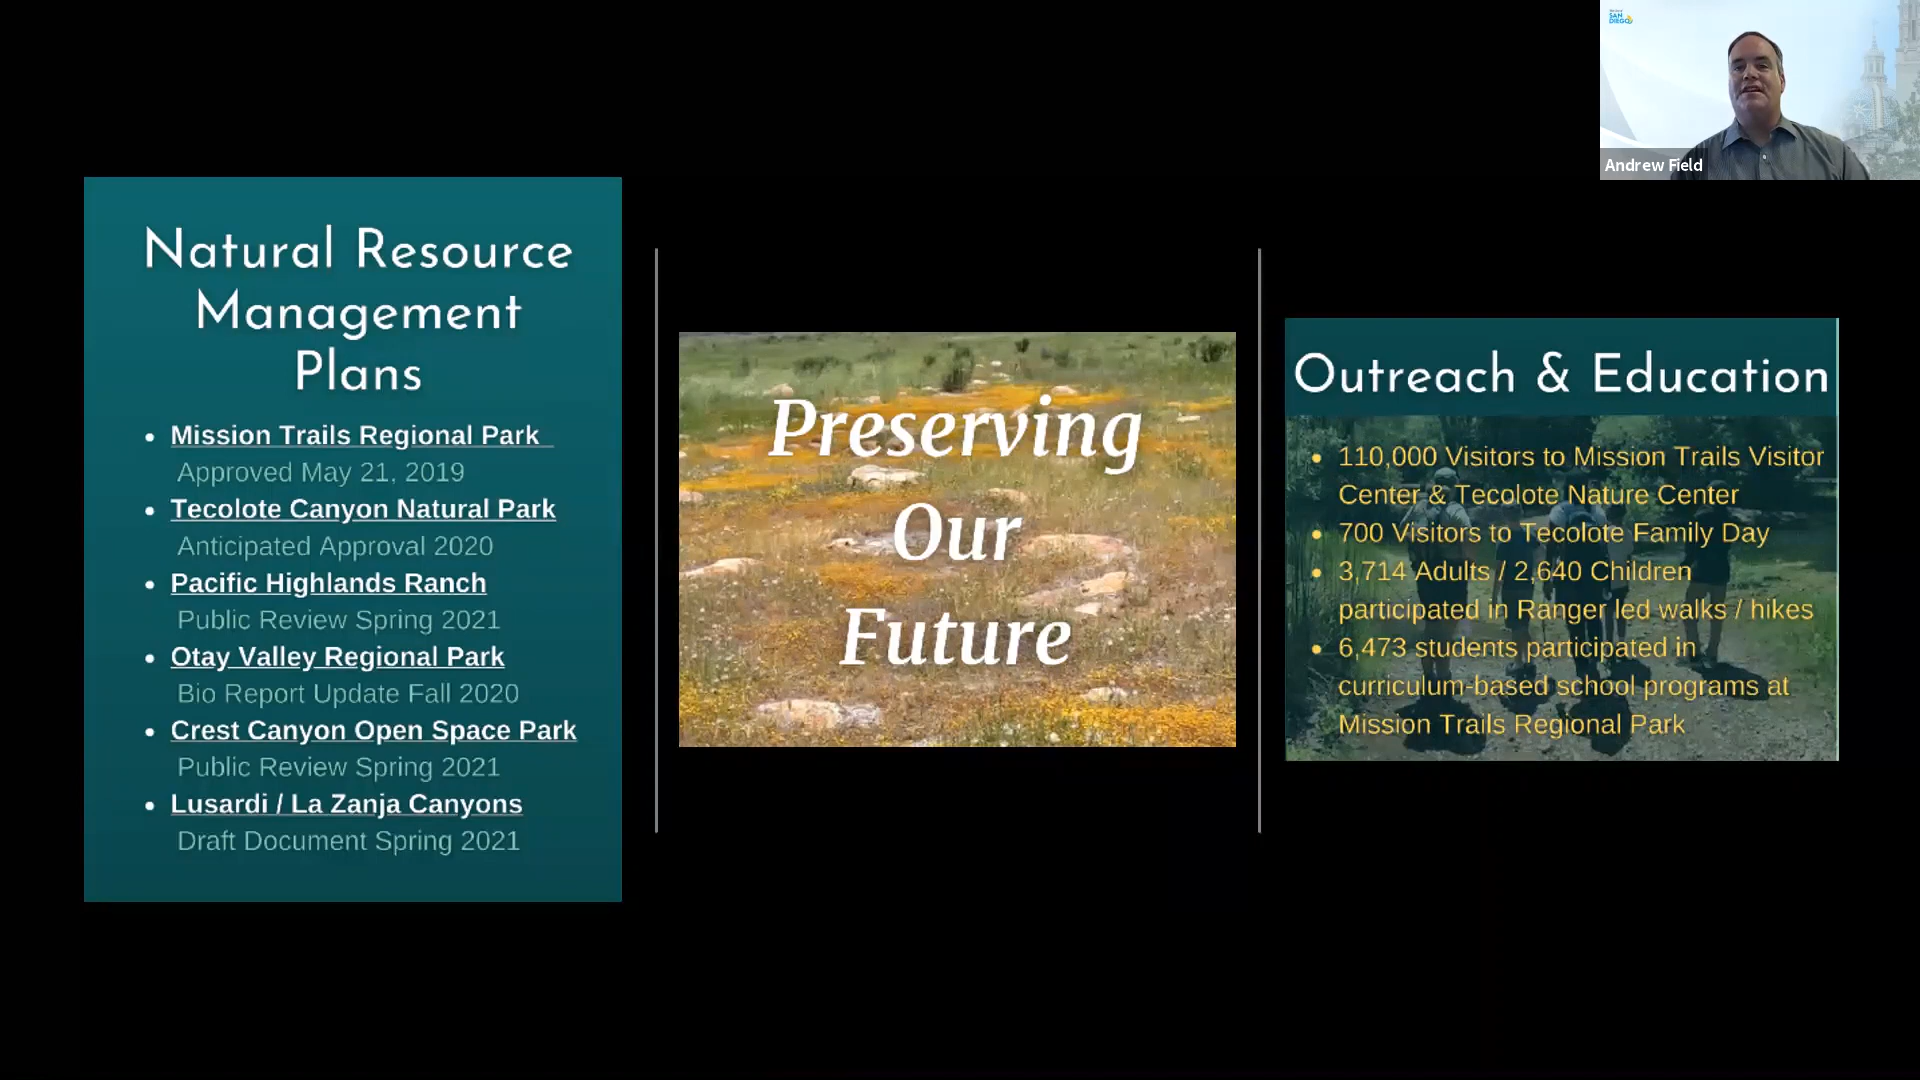 SAN
DIEGO
Andrew Field
Natural Resource
Management
Plans
• Mission Trails Regional Park
Approved May 21, 2019
• Tecolote Canyon Natural Park
Anticipated Approval 2020
• Pacific Highlands Ranch
Public Review Spring 2021
• Otay Valley Regional Park
Bio Report Update Fall 2020
• Crest Canyon Open Space Park
Public Review Spring 2021
• Lusardi / La Zanja Canyons
Draft Document Spring 2021
Preserving
Our
Future
Outreach & Education
• 110,000 Visitors to Mission Trails Visitor
Center & Tecolote Nature Center
• 700 Visitors to Tecolote Family Day
• 3,714 Adults / 2,640 Children
participated in Ranger led walks / hikes
• 6,473 students participated in
curriculum-based school programs at
Mission Trails Regional Park